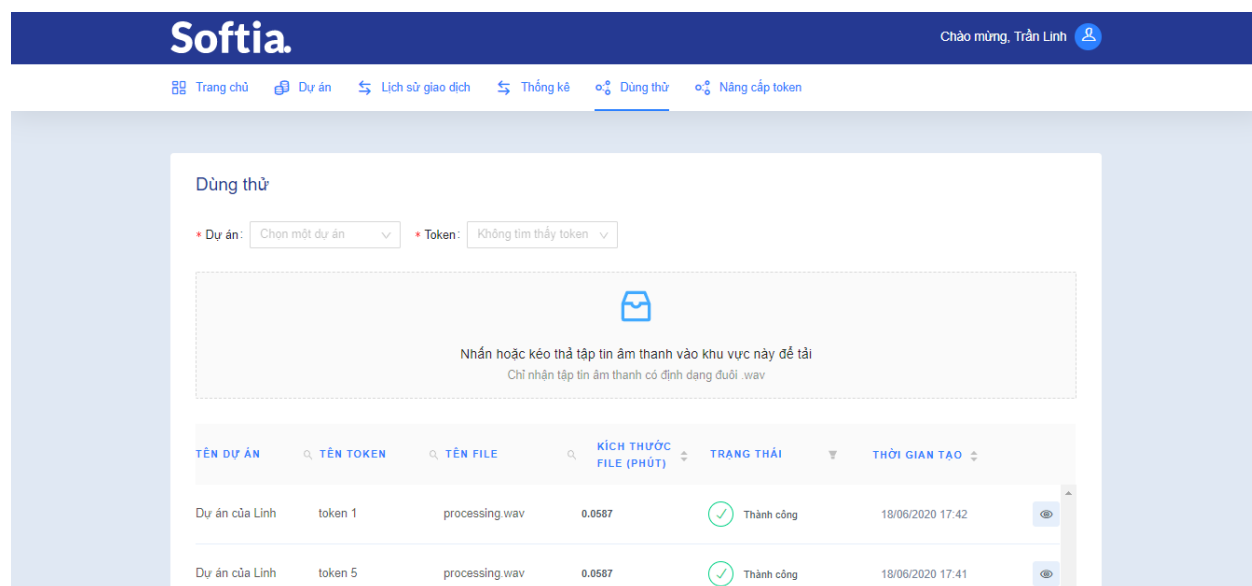 Softia.
Chào mừng, Trần Linh
Trang chủ Dự án Lịch sử giao dịch Thống kê Dùng thử Nâng cấp token
Dùng thử
* Dự án: Chọn một dự án * Token: Không tìm thấy token
Nhấn hoặc kéo thả tập tin âm thanh vào khu vực này để tải
Chỉ nhận tập tin âm thanh có định dạng đuôi .wav
TÊN DỰ ÁN TÊN TOKEN TÊN FILE KÍCH THƯỚC FILE (PHÚT) TRẠNG THÁI THỜI GIAN TẠO
Dự án của Linh token 1 processing.wav 0.0587 Thành công 18/06/2020 17:42
Dự án của Linh token 5 processing.wav 0.0587 Thành công 18/06/2020 17:41